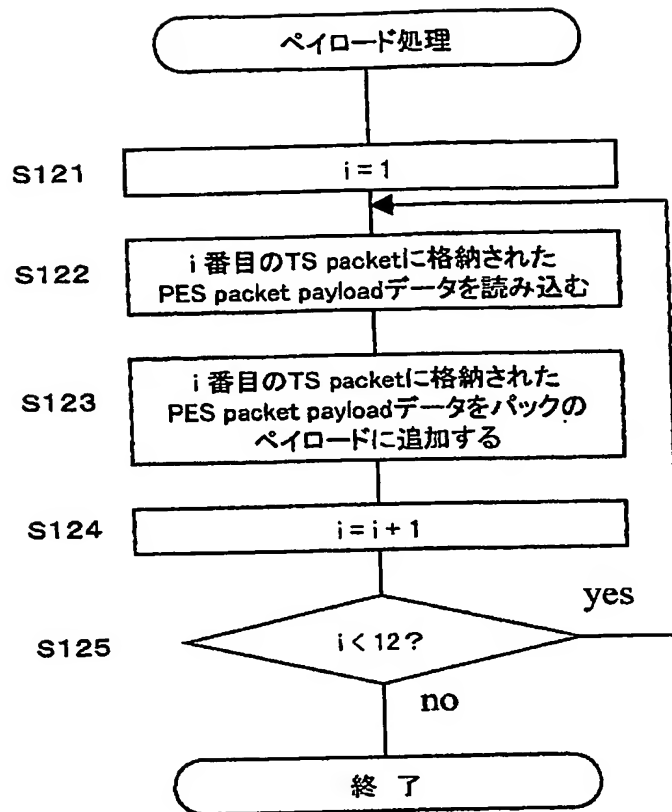 ペイロード処理
S121
i = 1
S122
i 番目のTS packetに格納された
PES packet payloadデータを読み込む
S123
i 番目のTS packetに格納された
PES packet payloadデータをパックの
ペイロードに追加する
S124
i = i + 1
S125
i < 12?
yes
no
終 了